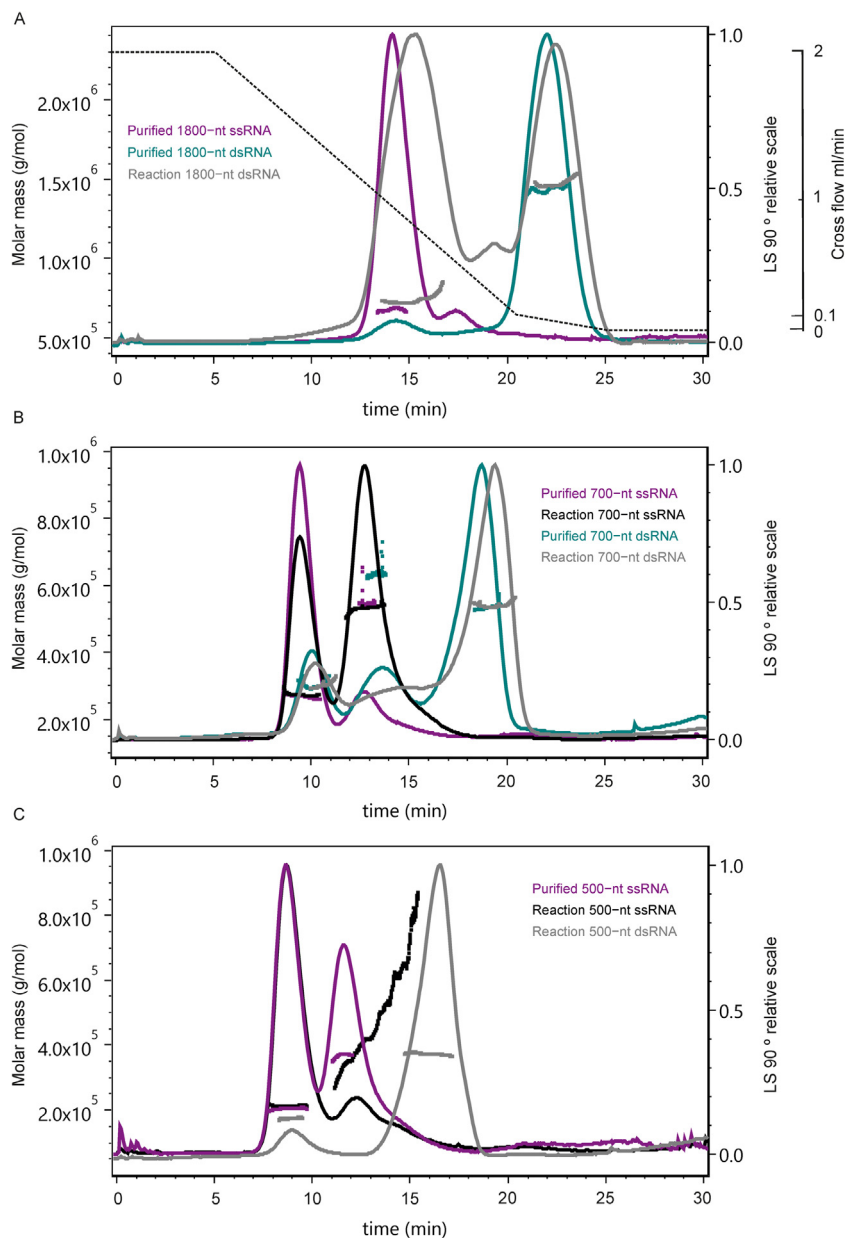 A
Molar mass (g/mol)
2.0x10^6
1.5x10^6
1.0x10^6
5.0x10^5
Purified 1800-nt ssRNA
Purified 1800-nt dsRNA
Reaction 1800-nt dsRNA
1.0
0.5
0.0
LS 90 º relative scale
2
1
0.1
0
Cross flow ml/min
0 5 10 15 20 25 30
time (min)
B
Molar mass (g/mol)
1.0x10^6
8.0x10^5
6.0x10^5
4.0x10^5
2.0x10^5
Purified 700-nt ssRNA
Reaction 700-nt ssRNA
Purified 700-nt dsRNA
Reaction 700-nt dsRNA
1.0
0.5
0.0
LS 90 º relative scale
0 5 10 15 20 25 30
time (min)
C
Molar mass (g/mol)
1.0x10^6
8.0x10^5
6.0x10^5
4.0x10^5
2.0x10^5
Purified 500-nt ssRNA
Reaction 500-nt ssRNA
Reaction 500-nt dsRNA
1.0
0.5
0.0
LS 90 º relative scale
0 5 10 15 20 25 30
time (min)